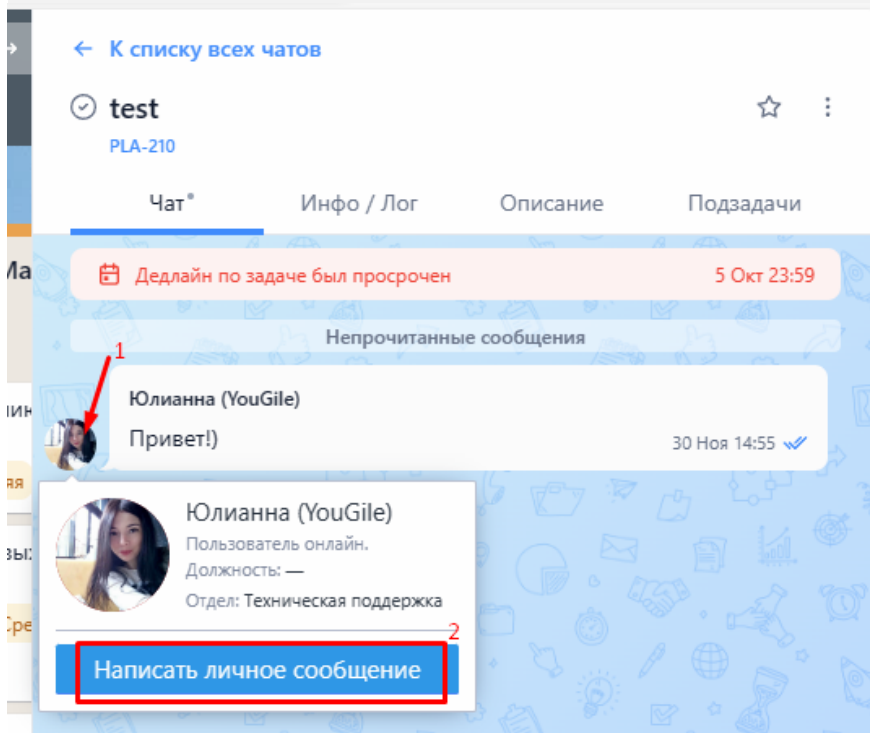 ← К списку всех чатов
test
PLA-210
Чат Инфо / Лог Описание Подзадачи
Дедлайн по задаче был просрочен 5 Окт 23:59
Непрочитанные сообщения
1
Юлианна (YouGile)
Привет!)
30 Ноя 14:55
Юлианна (YouGile)
Пользователь онлайн.
Должность: —
Отдел: Техническая поддержка
2
Написать личное сообщение